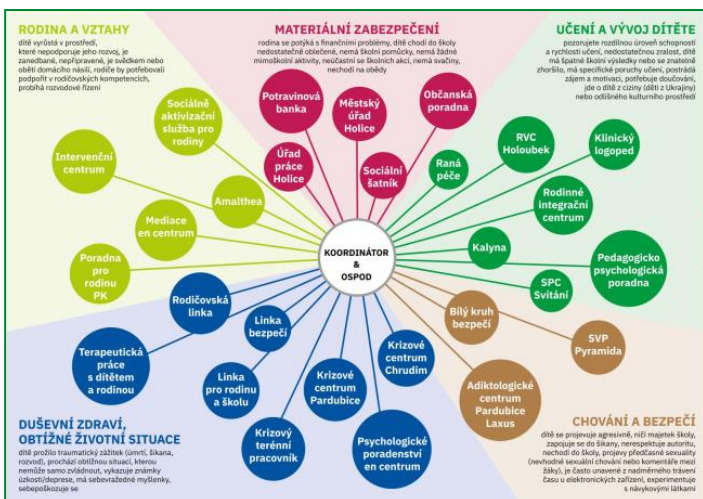 RODINA A VZTAHY
dítě vyrůstá v prostředí,
které nepodporuje jeho rozvoj, je
zanedbané, nepřipravené, je svědkem nebo
obětí domácího násilí, rodiče by potřebovali
podpořit v rodičovských kompetencích,
probíhá rozvodové řízení
MATERIÁLNÍ ZABEZPEČENÍ
rodina se potýká s finančními problémy, dítě chodí do školy
nedostatečně oblečené, nemá školní pomůcky, nemá žádné
mimoškolní aktivity, neúčastní se školních akcí, nemá svačiny,
nechodí na obědy
UČENÍ A VÝVOJ DÍTĚTE
pozorujete rozdílnou úroveň schopností
a rychlosti učení, nedostatečnou zralost, dítě
má špatné školní výsledky nebo se znatelně
zhoršilo, má specifické poruchy učení, postrádá
zájem a motivaci, potřebuje doučování,
jde o dítě z ciziny (děti z Ukrajiny)
nebo odlišného kulturního prostředí
Sociálně
aktivizační
služba pro
rodiny
Intervenční
centrum
Amalthea
Mediace
en centrum
Poradna
pro
rodinu
PK
Potravinová
banka
Městský
úřad
Holice
Občanská
poradna
Úřad
práce
Holice
Sociální
šatník
Raná
péče
RVC
Holoubek
Klinický
logoped
Rodinné
integrační
centrum
Kalyna
Pedagogicko
psychologická
poradna
SPC
Svítání
KOORDINÁTOR
&
OSPOD
Rodičovská
linka
Linka
bezpečí
Terapeutická
práce
s dítětem
a rodinou
Linka
pro rodinu
a školu
Krizové
centrum
Pardubice
Krizové
centrum
Chrudim
Krizový
terénní
pracovník
Psychologické
poradenství
en centrum
Bílý kruh
bezpečí
SVP
Pyramida
Adiktologické
centrum
Pardubice
Laxus
DUŠEVNÍ ZDRAVÍ,
OBTÍŽNÉ ŽIVOTNÍ SITUACE
dítě prožilo traumatický zážitek (úmrtí, šikana,
rozvod), prochází obtížnou situací, kterou
nemůže samo zvládnout, vykazuje známky
úzkosti/deprese, má sebevražedné myšlenky,
sebepoškozuje se
CHOVÁNÍ A BEZPEČÍ
dítě se projevuje agresivně, ničí majetek školy,
zapojuje se do šikany, nerespektuje autoritu,
nechodí do školy, projevy předčasné sexuality
(nevhodné sexuální chování nebo komentáře mezi
žáky), je často unavené z nadměrného trávení
času u elektronických zařízení, experimentuje
s návykovými látkami